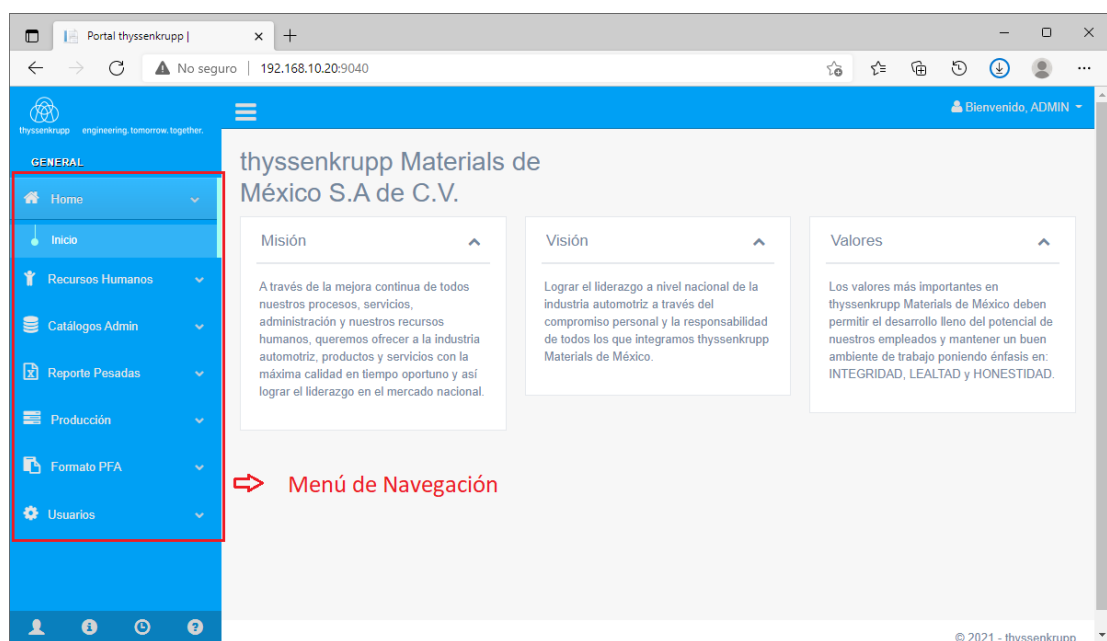 Portal thyssenkrupp |
No seguro | 192.168.10.20:9040
thyssenkrupp engineering. tomorrow. together.
Bienvenido, ADMIN
GENERAL
Home
Inicio
Recursos Humanos
Catálogos Admin
Reporte Pesadas
Producción
Formato PFA
Usuarios
thyssenkrupp Materials de
México S.A de C.V.
Misión
A través de la mejora continua de todos
nuestros procesos, servicios,
administración y nuestros recursos
humanos, queremos ofrecer a la industria
automotriz, productos y servicios con la
máxima calidad en tiempo oportuno y así
lograr el liderazgo en el mercado nacional.
Visión
Lograr el liderazgo a nivel nacional de la
industria automotriz a través del
compromiso personal y la responsabilidad
de todos los que integramos thyssenkrupp
Materials de México.
Valores
Los valores más importantes en
thyssenkrupp Materials de México deben
permitir el desarrollo lleno del potencial de
nuestros empleados y mantener un buen
ambiente de trabajo poniendo énfasis en:
INTEGRIDAD, LEALTAD y HONESTIDAD.
Menú de Navegación
© 2021 - thyssenkrupp